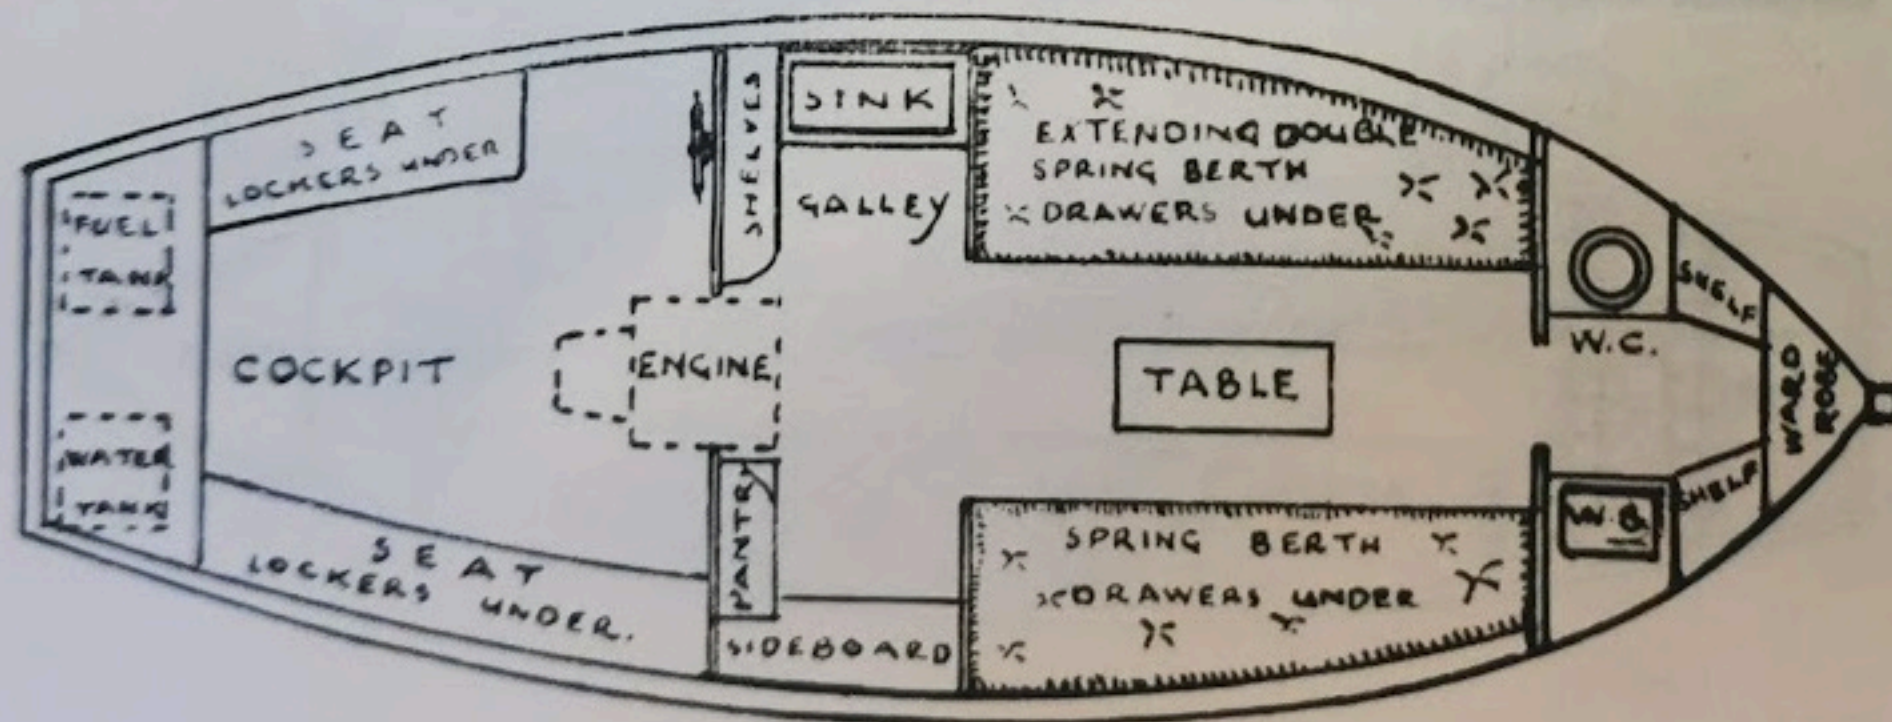 SEAT
LOCKERS UNDER
FUEL
TANK
COCKPIT
WATER
TANK
SEAT
LOCKERS UNDER.
ENGINE
SHELVES
SINK
GALLEY
PANTRY
SIDEBOARD
EXTENDING DOUBLE
SPRING BERTH
DRAWERS UNDER
TABLE
SPRING BERTH
DRAWERS UNDER
W.C.
W.B
SHELF
SHELF
WARD
ROBE